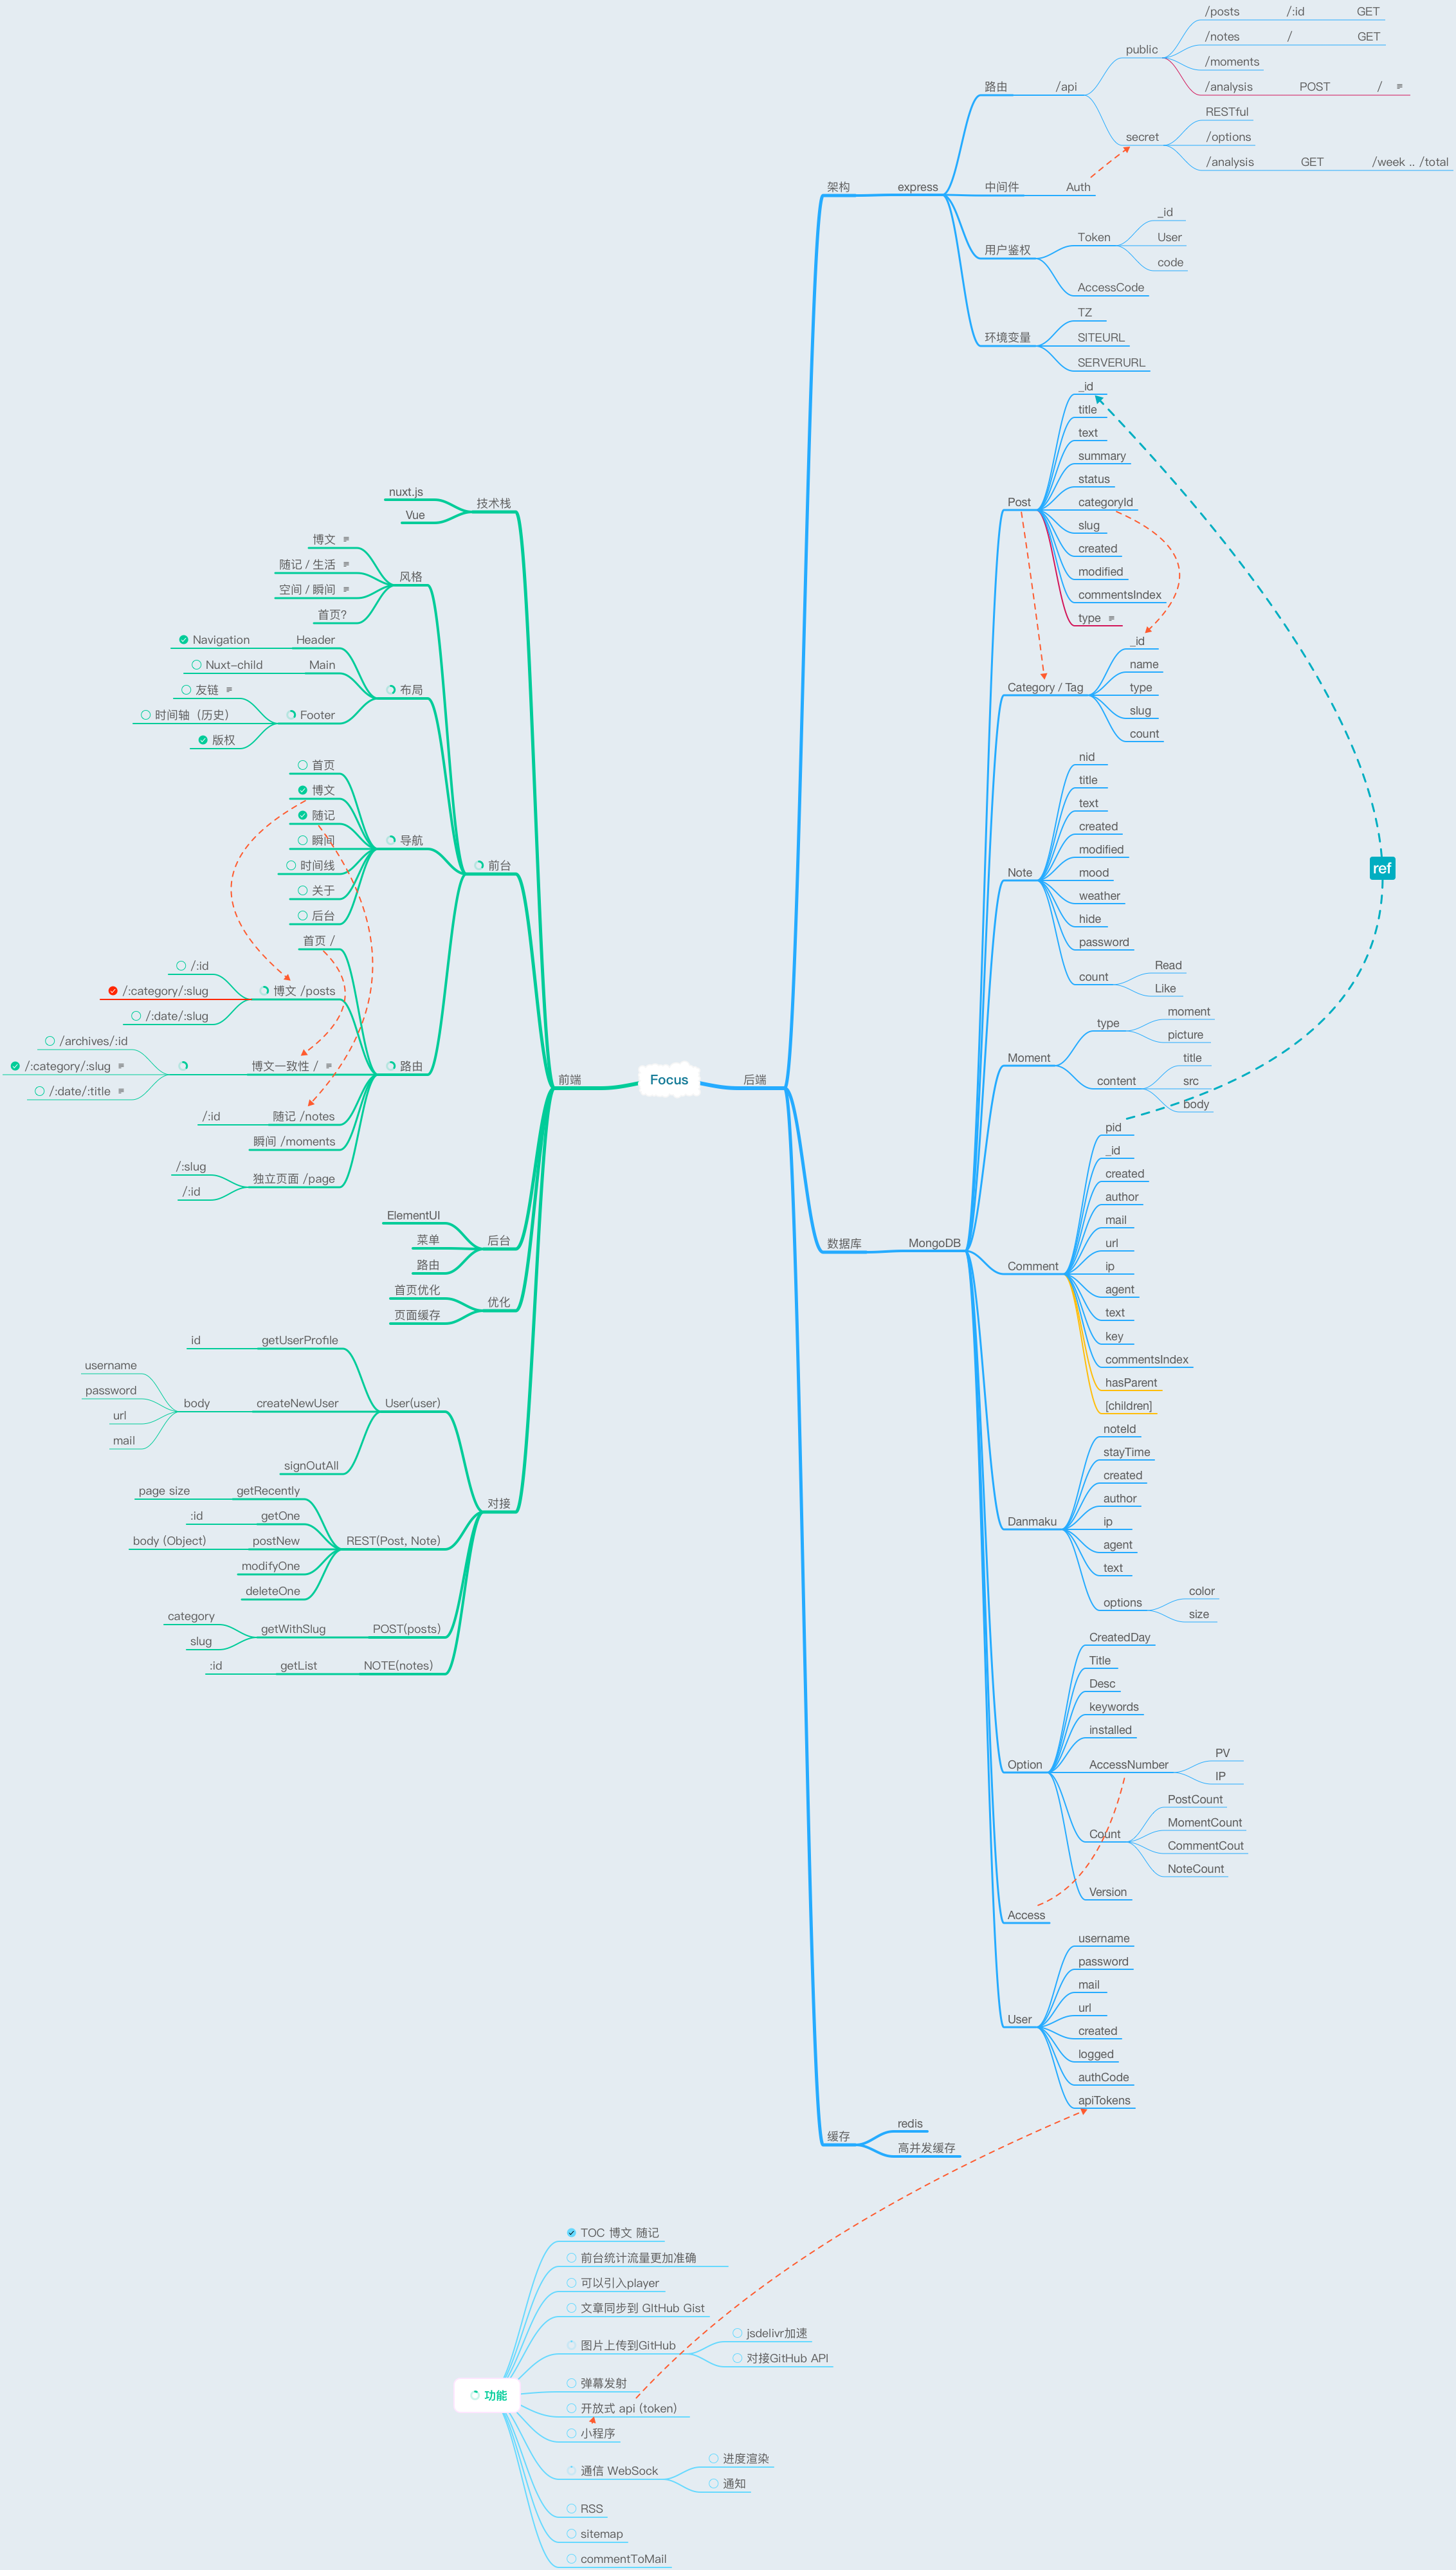 Focus
前端
技术栈
nuxt.js
Vue
前台
风格
博文
随记 / 生活
空间 / 瞬间
首页?
布局
Header
Navigation
Main
Nuxt-child
Footer
友链
时间轴（历史）
版权
导航
首页
博文
随记
瞬间
时间线
关于
后台
路由
首页 /
博文 /posts
/:id
/:category/:slug
/:date/:slug
博文一致性 /
/archives/:id
/:category/:slug
/:date/:title
随记 /notes
/:id
瞬间 /moments
独立页面 /page
/:slug
/:id
后台
ElementUI
菜单
路由
优化
首页优化
页面缓存
对接
User(user)
getUserProfile
id
createNewUser
body
username
password
url
mail
signOutAll
REST(Post, Note)
getRecently
page size
getOne
:id
postNew
body (Object)
modifyOne
deleteOne
POST(posts)
getWithSlug
category
slug
NOTE(notes)
getList
:id
后端
架构
express
路由
/api
public
/posts
/:id
GET
/notes
/
GET
/moments
/analysis
POST
/
secret
RESTful
/options
/analysis
GET
/week .. /total
中间件
Auth
用户鉴权
Token
_id
User
code
AccessCode
环境变量
TZ
SITEURL
SERVERURL
数据库
MongoDB
Post
_id
title
text
summary
status
categoryId
slug
created
modified
commentsIndex
type
Category / Tag
_id
name
type
slug
count
Note
nid
title
text
created
modified
mood
weather
hide
password
count
Read
Like
ref
Moment
type
moment
picture
content
title
src
body
Comment
pid
_id
created
author
mail
url
ip
agent
text
key
commentsIndex
hasParent
[children]
Danmaku
noteId
stayTime
created
author
ip
agent
text
options
color
size
Option
CreatedDay
Title
Desc
keywords
installed
AccessNumber
PV
IP
Count
PostCount
MomentCount
CommentCout
NoteCount
Version
Access
User
username
password
mail
url
created
logged
authCode
apiTokens
缓存
redis
高并发缓存
功能
TOC 博文 随记
前台统计流量更加准确
可以引入player
文章同步到 GItHub Gist
图片上传到GitHub
jsdelivr加速
对接GitHub API
弹幕发射
开放式 api (token)
小程序
通信 WebSock
进度渲染
通知
RSS
sitemap
commentToMail